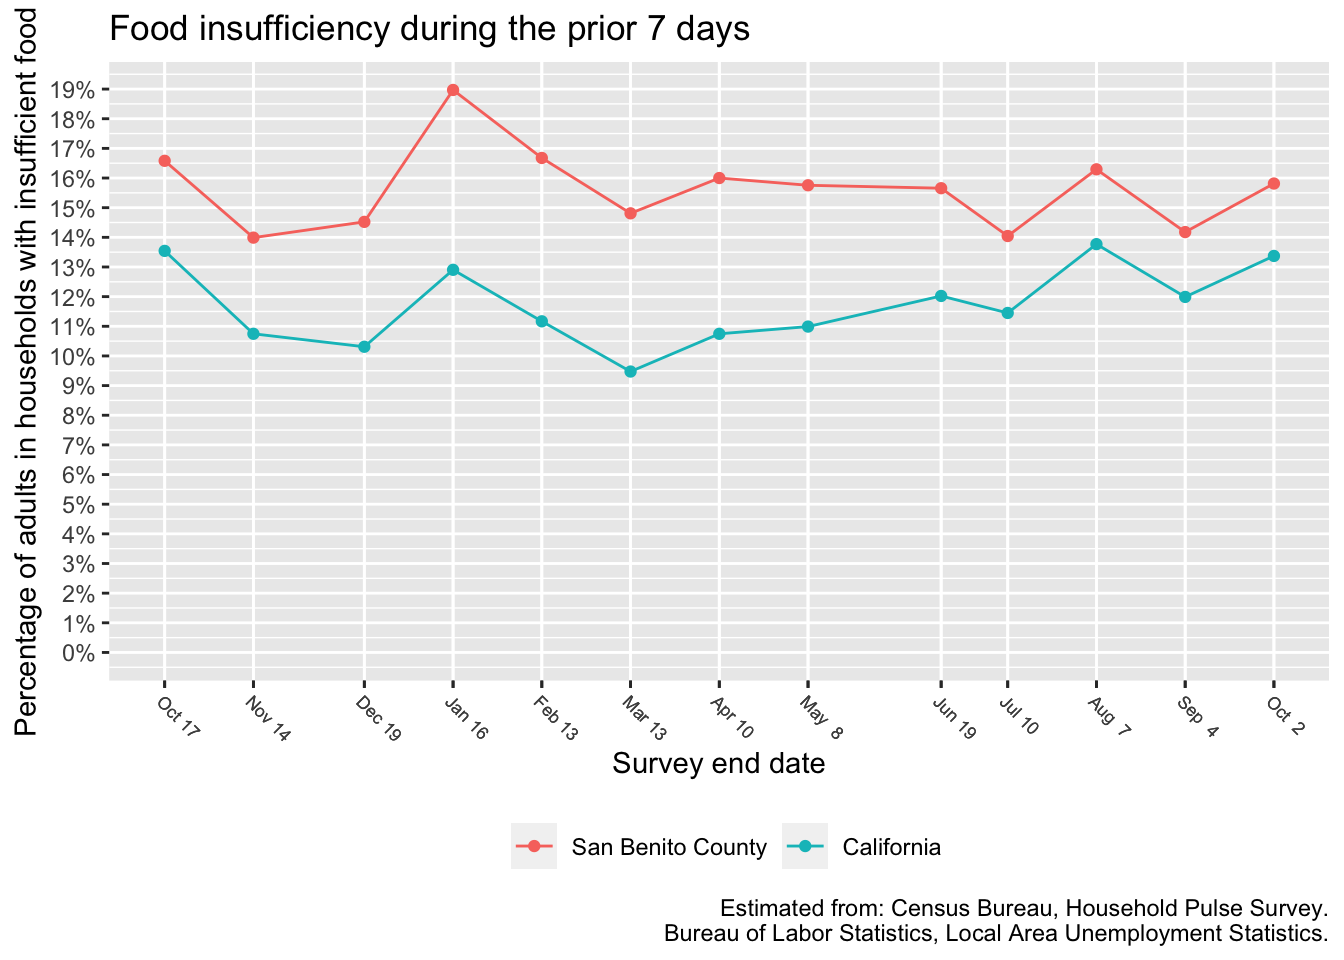 Food insufficiency during the prior 7 days
Percentage of adults in households with insufficient food
19%
18%
17%
16%
15%
14%
13%
12%
11%
10%
9%
8%
7%
6%
5%
4%
3%
2%
1%
0%
Oct 17
Nov 14
Dec 19
Jan 16
Feb 13
Mar 13
Apr 10
May 8
Jun 19
Jul 10
Aug 7
Sep 4
Oct 2
Survey end date
San Benito County
California
Estimated from: Census Bureau, Household Pulse Survey.
Bureau of Labor Statistics, Local Area Unemployment Statistics.